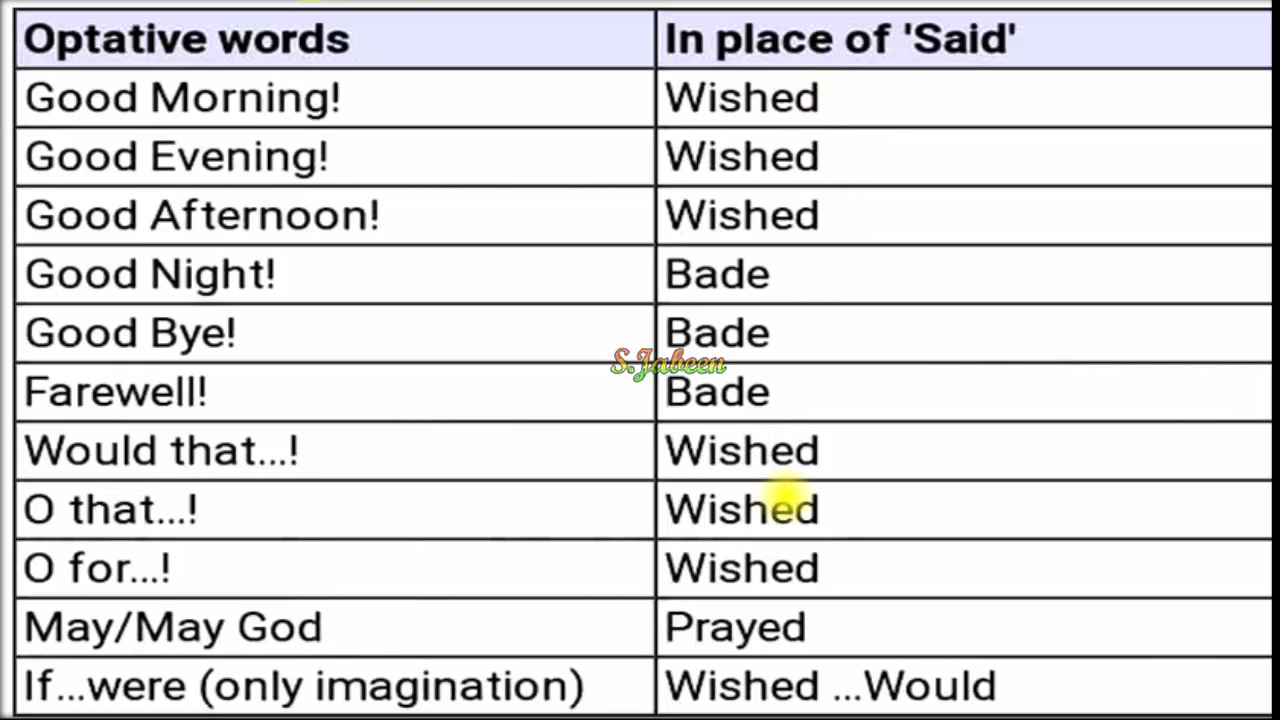 Optative words In place of 'Said'
Good Morning! Wished
Good Evening! Wished
Good Afternoon! Wished
Good Night! Bade
Good Bye! Bade
S.Jabeen
Farewell! Bade
Would that...! Wished
O that...! Wished
O for...! Wished
May/May God Prayed
If...were (only imagination) Wished ...Would